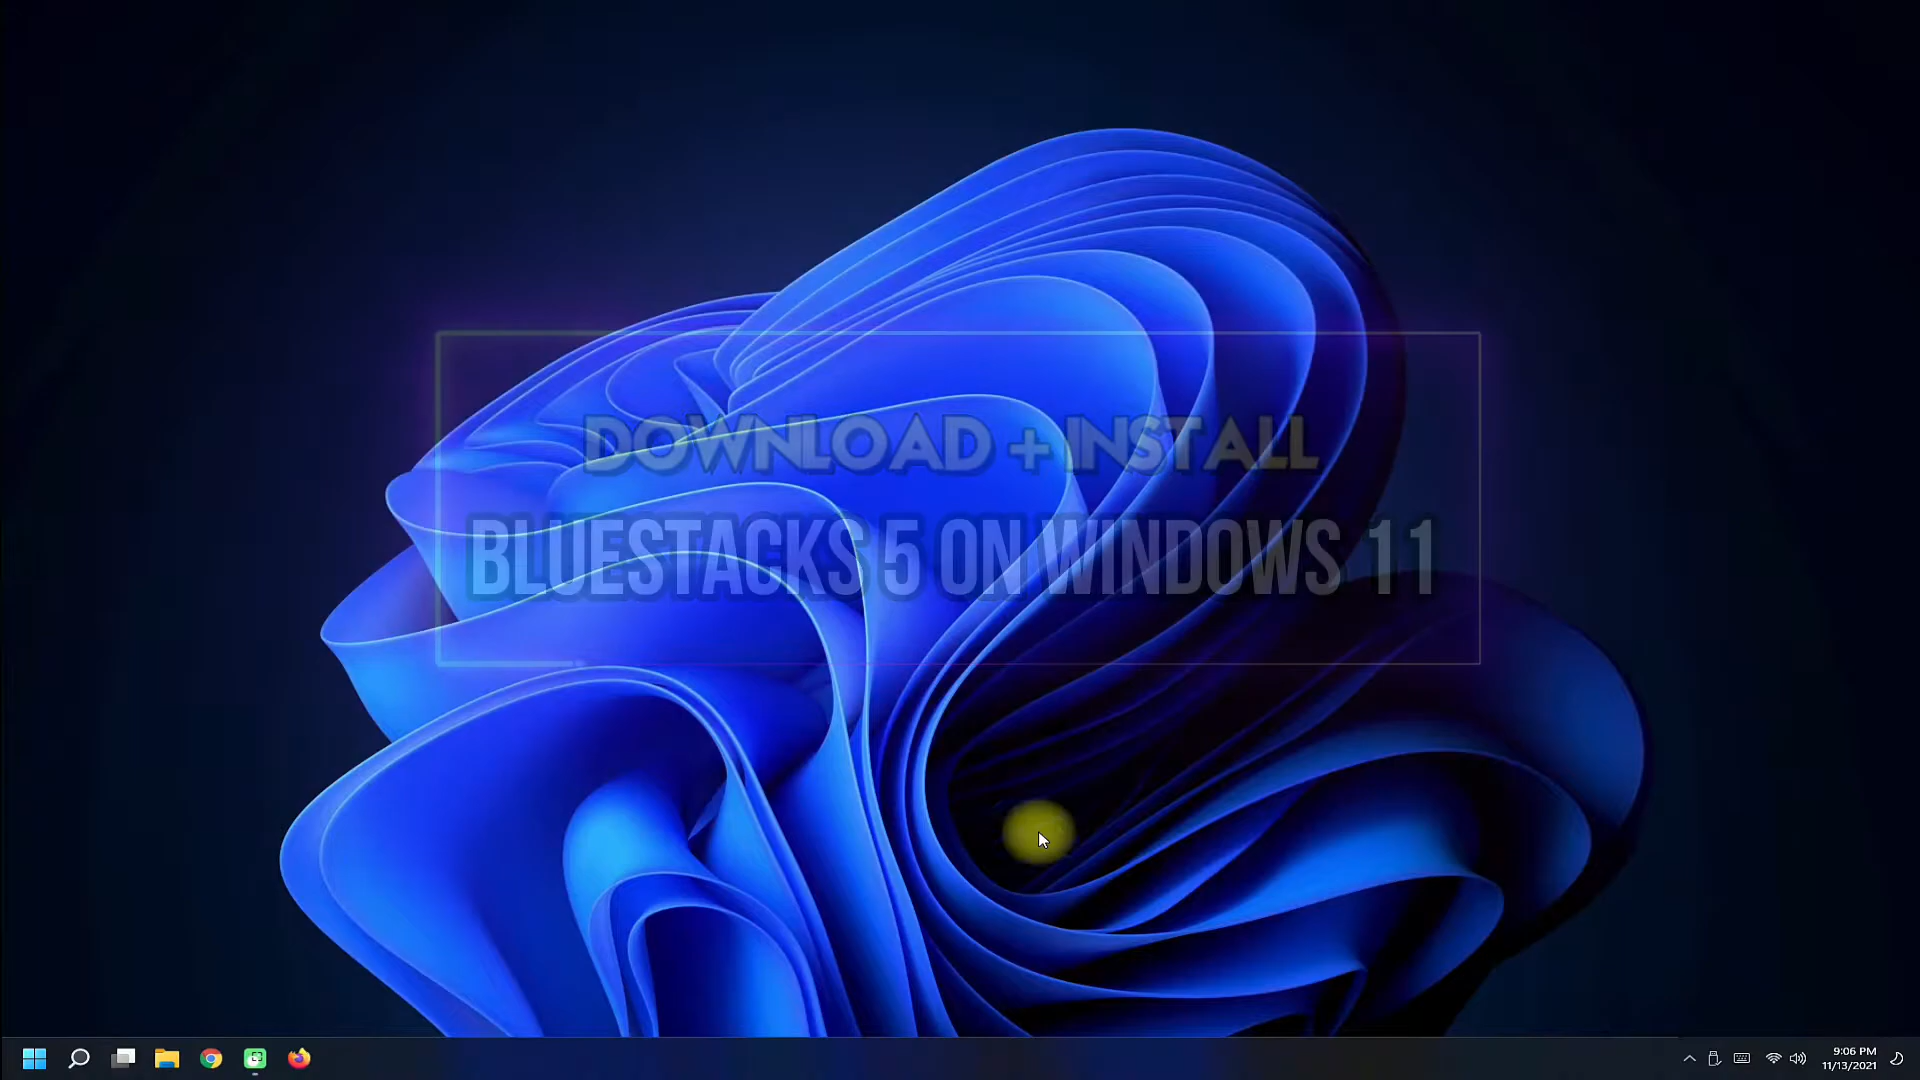 DOWNLOAD + INSTALL
BLUESTACKS 5 ON WINDOWS 11
9:06 PM
11/13/2021